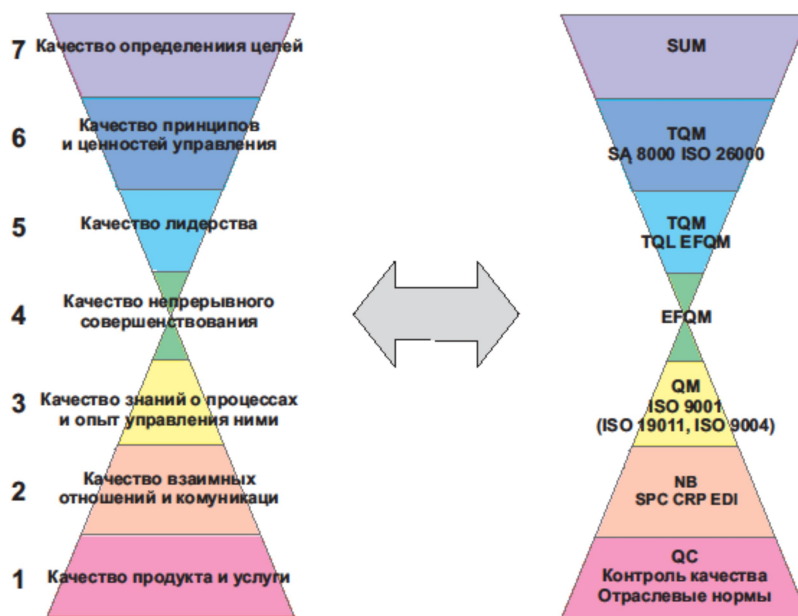 7
Качество определениия целей
6
Качество принципов
и ценностей управления
5
Качество лидерства
4
Качество непрерывного
совершенствования
3
Качество знаний о процессах
и опыт управления ними
2
Качество взаимных
отношений и комуникаци
1
Качество продукта и услуги
SUM
TQM
SĄ 8000 ISO 26000
TQM
TQL EFQM
EFQM
QM
ISO 9001
(ISO 19011, ISO 9004)
NB
SPC CRP EDI
QC
Контроль качества
Отраслевые нормы